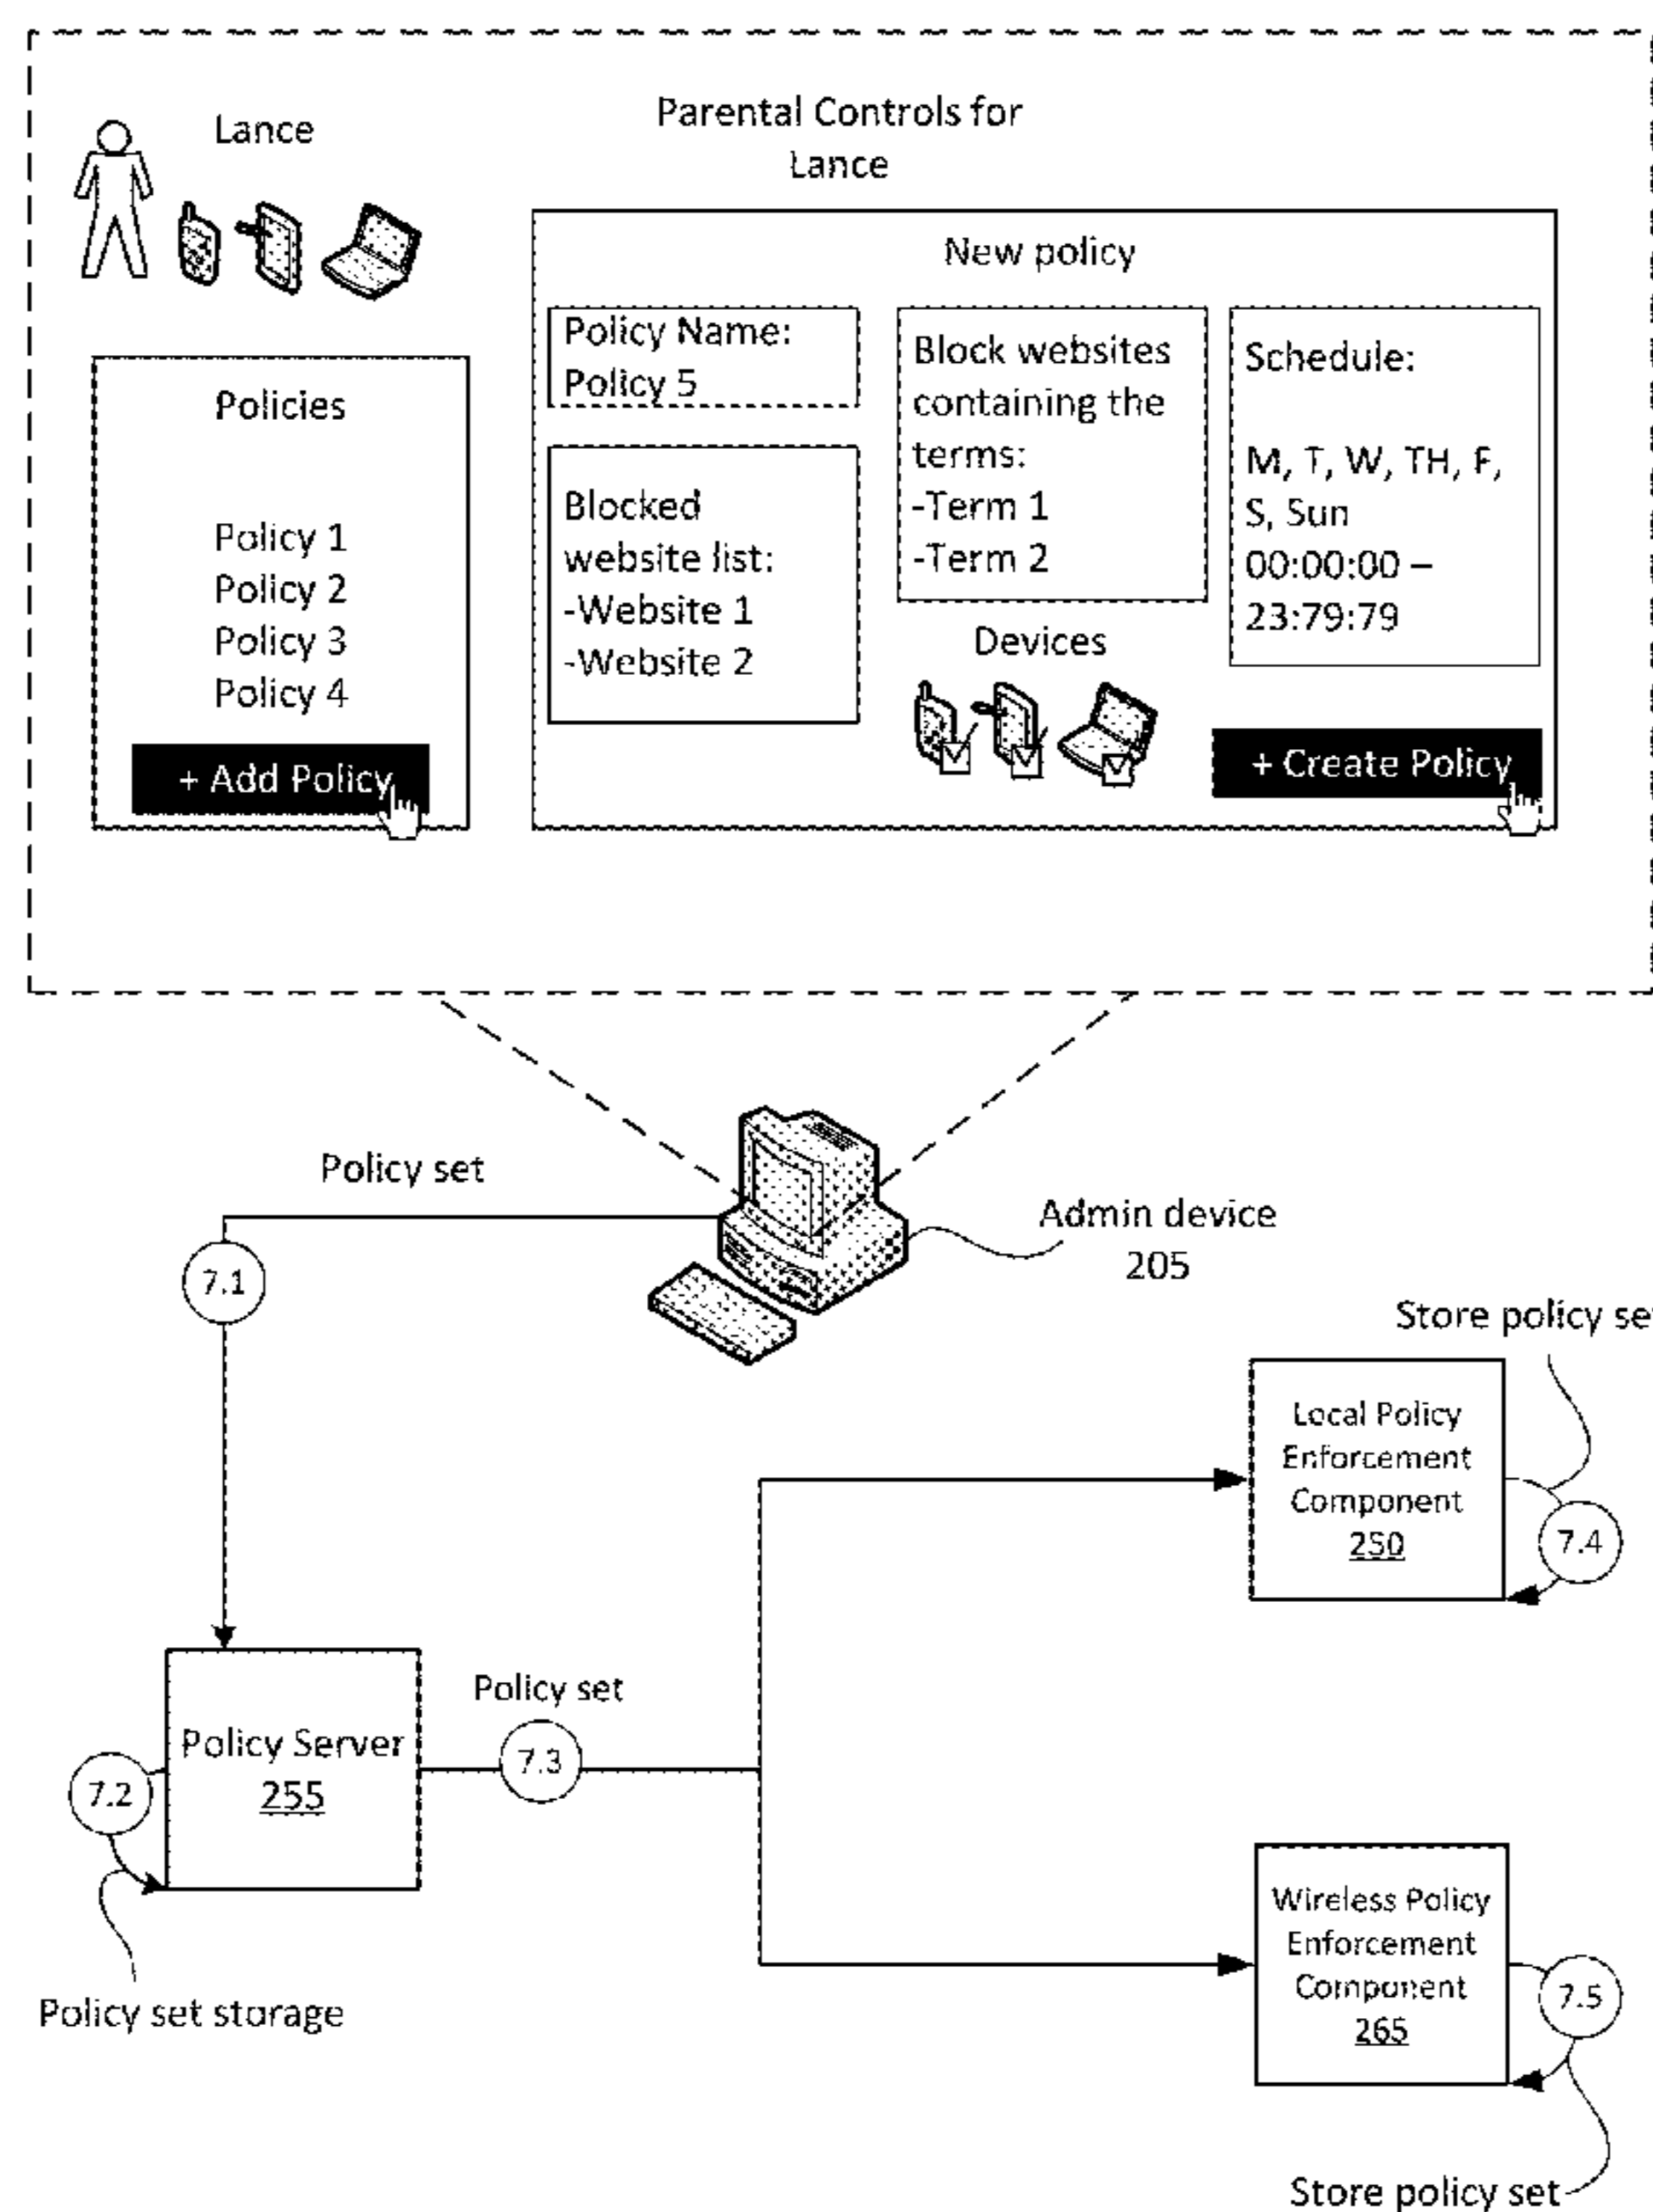 Lance
Parental Controls for
Lance
Policies
Policy 1
Policy 2
Policy 3
Policy 4
+ Add Policy
New policy
Policy Name:
Policy 5
Blocked
website list:
-Website 1
-Website 2
Block websites
containing the
terms:
-Term 1
-Term 2
Devices
Schedule:
M, T, W, TH, F,
S, Sun
00:00:00 –
23:79:79
+ Create Policy
Policy set
7.1
Admin device
205
Store policy se
Local Policy
Enforcement
Component
250
7.4
Policy Server
255
7.2
Policy set storage
Policy set
7.3
Wireless Policy
Enforcement
Component
265
7.5
Store policy set